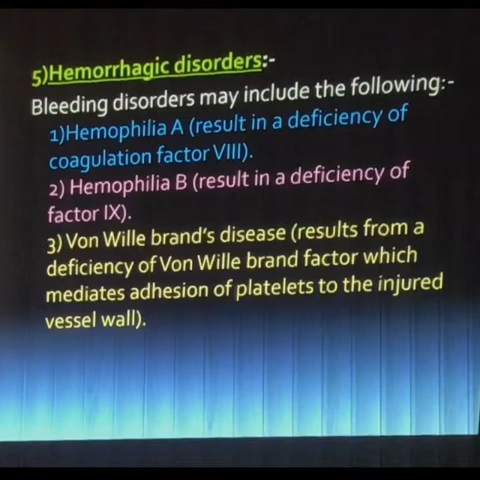 5)Hemorrhagic disorders:-
Bleeding disorders may include the following:-
1)Hemophilia A (result in a deficiency of
coagulation factor VIII).
2) Hemophilia B (result in a deficiency of
factor IX).
3) Von Wille brand's disease (results from a
deficiency of Von Wille brand factor which
mediates adhesion of platelets to the injured
vessel wall).